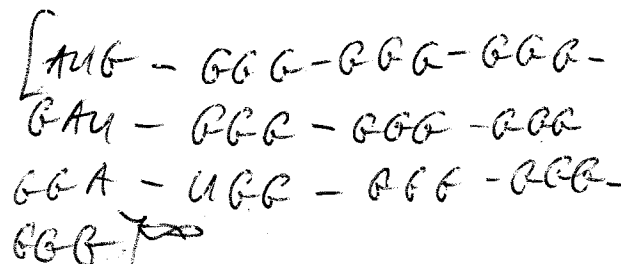 [AUG - GGG - GGG - GGG -
GAU - GGG - GGG - GGG
GGA - UGG - GGG - GGG -
GGG]∞